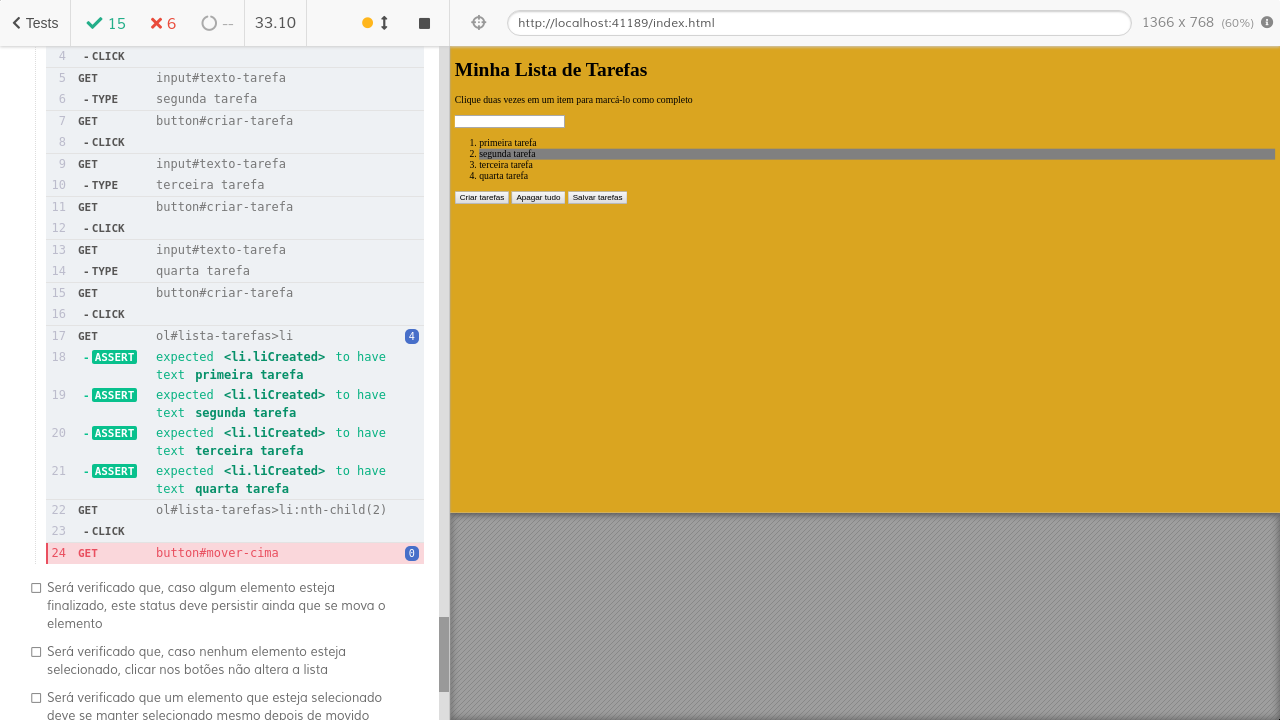 Tests 15 6 -- 33.10
http://localhost:41189/index.html 1366 x 768 (60%)
4 - CLICK
5 GET input#texto-tarefa
6 - TYPE segunda tarefa
7 GET button#criar-tarefa
8 - CLICK
9 GET input#texto-tarefa
10 - TYPE terceira tarefa
11 GET button#criar-tarefa
12 - CLICK
13 GET input#texto-tarefa
14 - TYPE quarta tarefa
15 GET button#criar-tarefa
16 - CLICK
17 GET ol#lista-tarefas>li 4
18 - ASSERT expected <li.liCreated> to have
text primeira tarefa
19 - ASSERT expected <li.liCreated> to have
text segunda tarefa
20 - ASSERT expected <li.liCreated> to have
text terceira tarefa
21 - ASSERT expected <li.liCreated> to have
text quarta tarefa
22 GET ol#lista-tarefas>li:nth-child(2)
23 - CLICK
24 GET button#mover-cima 0
Será verificado que, caso algum elemento esteja
finalizado, este status deve persistir ainda que se mova o
elemento
Será verificado que, caso nenhum elemento esteja
selecionado, clicar nos botões não altera a lista
Será verificado que um elemento que esteja selecionado
deve se manter selecionado mesmo depois de movido
Minha Lista de Tarefas
Clique duas vezes em um item para marcá-lo como completo
1. primeira tarefa
2. segunda tarefa
3. terceira tarefa
4. quarta tarefa
Criar tarefas Apagar tudo Salvar tarefas